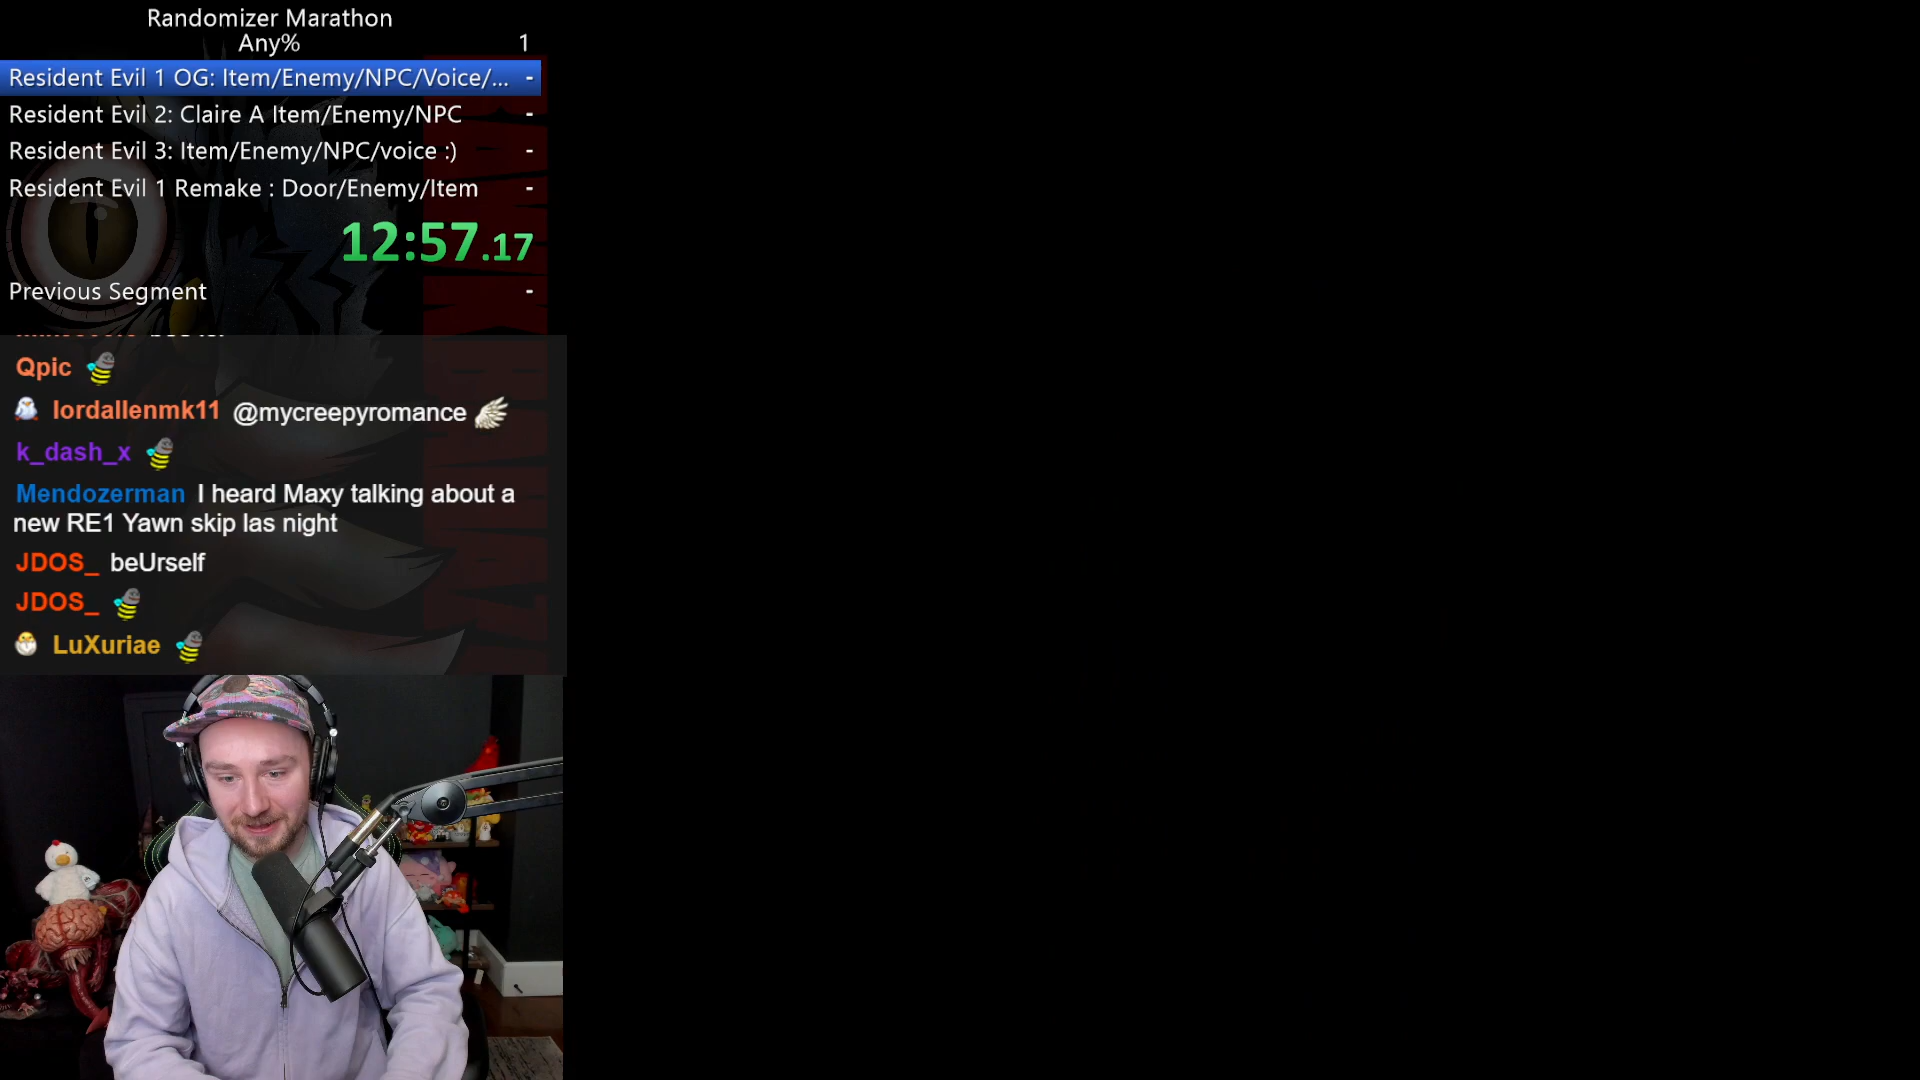 Randomizer Marathon
Any% 1
Resident Evil 1 OG: Item/Enemy/NPC/Voice/... -
Resident Evil 2: Claire A Item/Enemy/NPC -
Resident Evil 3: Item/Enemy/NPC/voice :) -
Resident Evil 1 Remake : Door/Enemy/Item -
12:57.17
Previous Segment -
Qpic
lordallenmk11 @mycreepyromance
k_dash_x
Mendozerman I heard Maxy talking about a
new RE1 Yawn skip las night
JDOS_ beUrself
JDOS_
LuXuriae